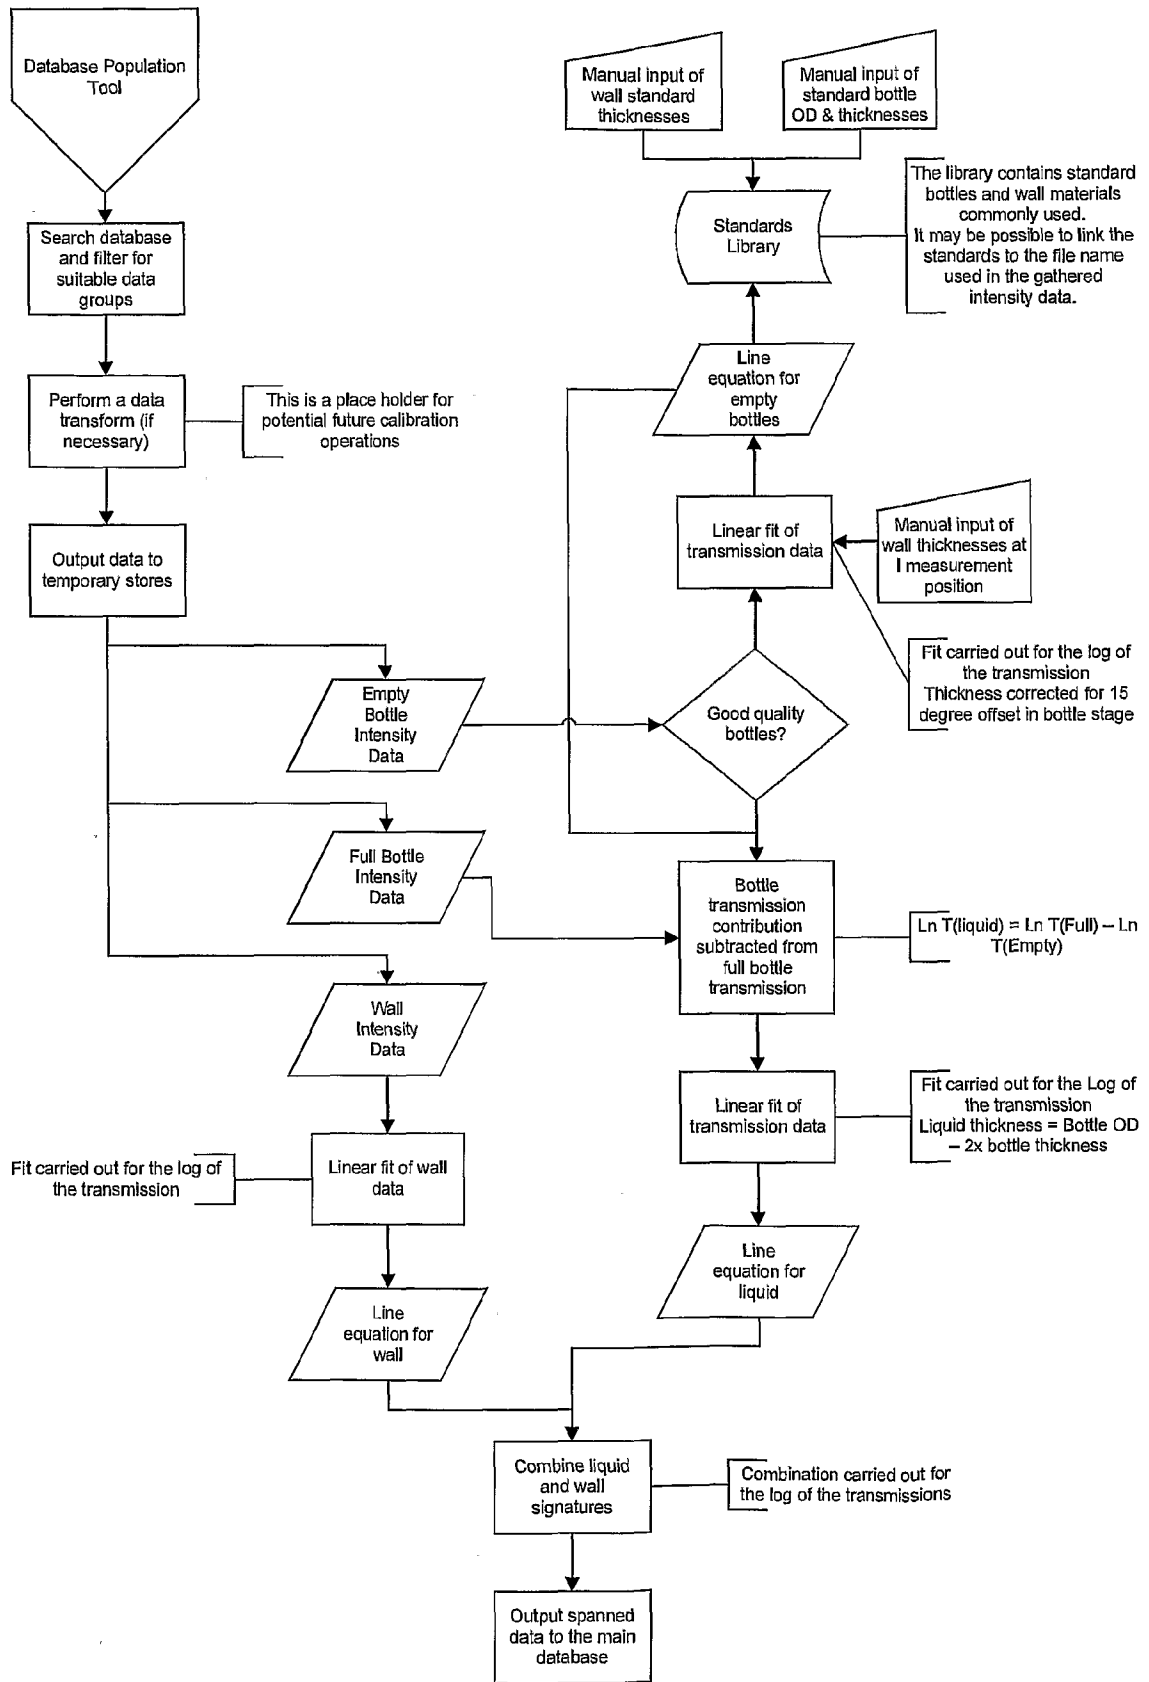 Database Population
Tool
Search database
and filter for
suitable data
groups
Perform a data
transform (if
necessary)
This is a place holder for
potential future calibration
operations
Output data to
temporary stores
Manual input of
wall standard
thicknesses
Manual input of
standard bottle
OD & thicknesses
Standards
Library
The library contains standard
bottles and wall materials
commonly used.
It may be possible to link the
standards to the file name
used in the gathered
intensity data.
Line
equation for
empty
bottles
Linear fit of
transmission data
Manual input of
wall thicknesses at
I measurement
position
Fit carried out for the log of
the transmission
Thickness corrected for 15
degree offset in bottle stage
Empty
Bottle
Intensity
Data
Good quality
bottles?
Full Bottle
Intensity
Data
Bottle
transmission
contribution
subtracted from
full bottle
transmission
Ln T(liquid) = Ln T(Full) – Ln
T(Empty)
Wall
Intensity
Data
Linear fit of
transmission data
Fit carried out for the Log of
the transmission
Liquid thickness = Bottle OD
– 2x bottle thickness
Fit carried out for the log of
the transmission
Linear fit of wall
data
Line
equation for
liquid
Line
equation for
wall
Combine liquid
and wall
signatures
Combination carried out for
the log of the transmissions
Output spanned
data to the main
database